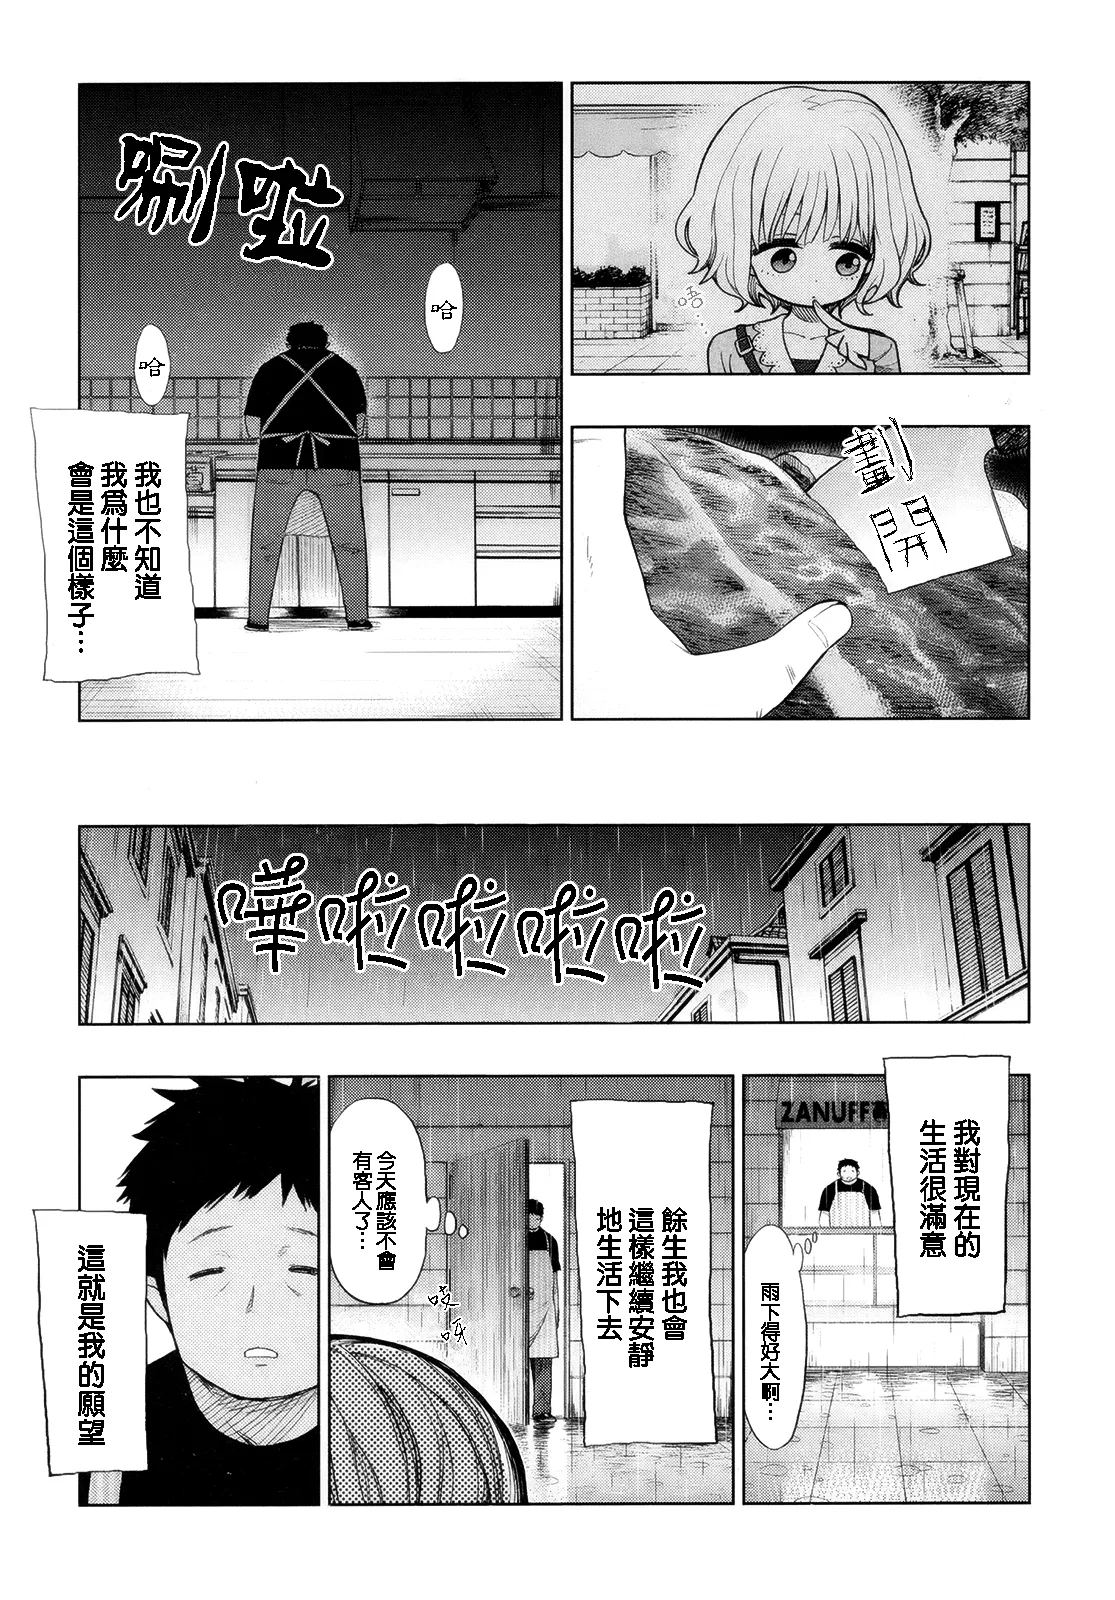 唔……
劃開
唰啦
哈
哈
我也不知道
我爲什麼
會是這個樣子…
嘩啦啦啦啦
ZANUFF
我對現在的
生活很滿意
雨下得好大啊…
餘生我也會
這樣繼續安靜
地生活下去
今天應該不會
有客人了…
吱呀
這就是我的願望